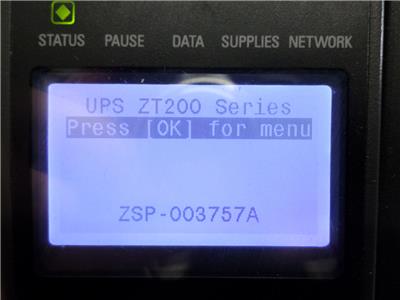 STATUS PAUSE DATA SUPPLIES NETWORK
UPS ZT200 Series
Press [OK] for menu
ZSP-003757A